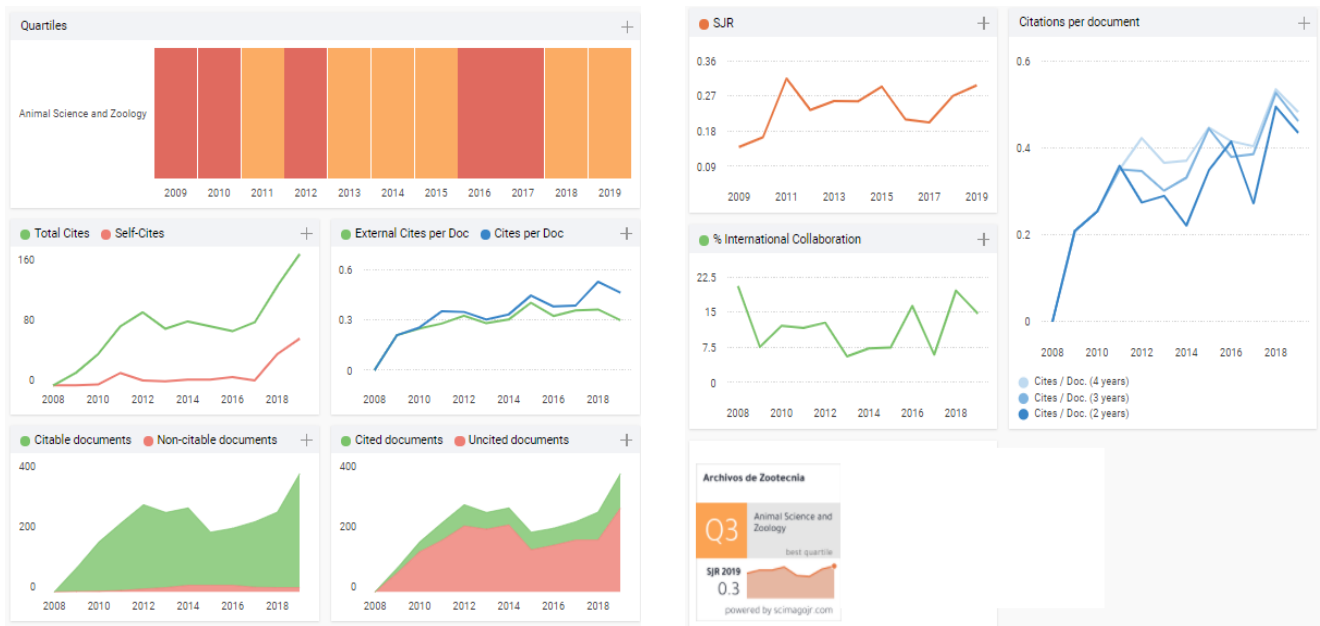 Quartiles
Animal Science and Zoology
2009 2010 2011 2012 2013 2014 2015 2016 2017 2018 2019
Total Cites Self-Cites
160
80
0
2008 2010 2012 2014 2016 2018
External Cites per Doc Cites per Doc
0.6
0.3
0
2008 2010 2012 2014 2016 2018
Citable documents Non-citable documents
400
200
0
2008 2010 2012 2014 2016 2018
Cited documents Uncited documents
400
200
0
2008 2010 2012 2014 2016 2018
SJR
0.36
0.27
0.18
0.09
2009 2011 2013 2015 2017 2019
% International Collaboration
22.5
15
7.5
0
2008 2010 2012 2014 2016 2018
Citations per document
0.6
0.4
0.2
0
2008 2010 2012 2014 2016 2018
Cites / Doc. (4 years)
Cites / Doc. (3 years)
Cites / Doc. (2 years)
Archivos de Zootecnia
Q3
Animal Science and
Zoology
best quartile
SJR 2019
0.3
powered by scimagojr.com